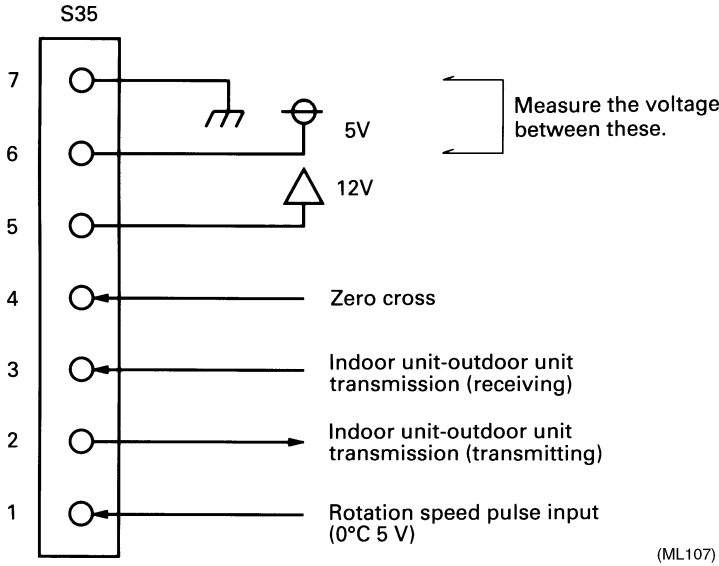 S35
7
Measure the voltage
between these.
5V
6
12V
5
4
Zero cross
3
Indoor unit-outdoor unit
transmission (receiving)
2
Indoor unit-outdoor unit
transmission (transmitting)
1
Rotation speed pulse input
(0°C 5 V)
(ML107)